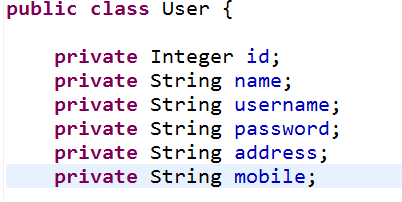 public class User {
private Integer id;
private String name;
private String username;
private String password;
private String address;
private String mobile;